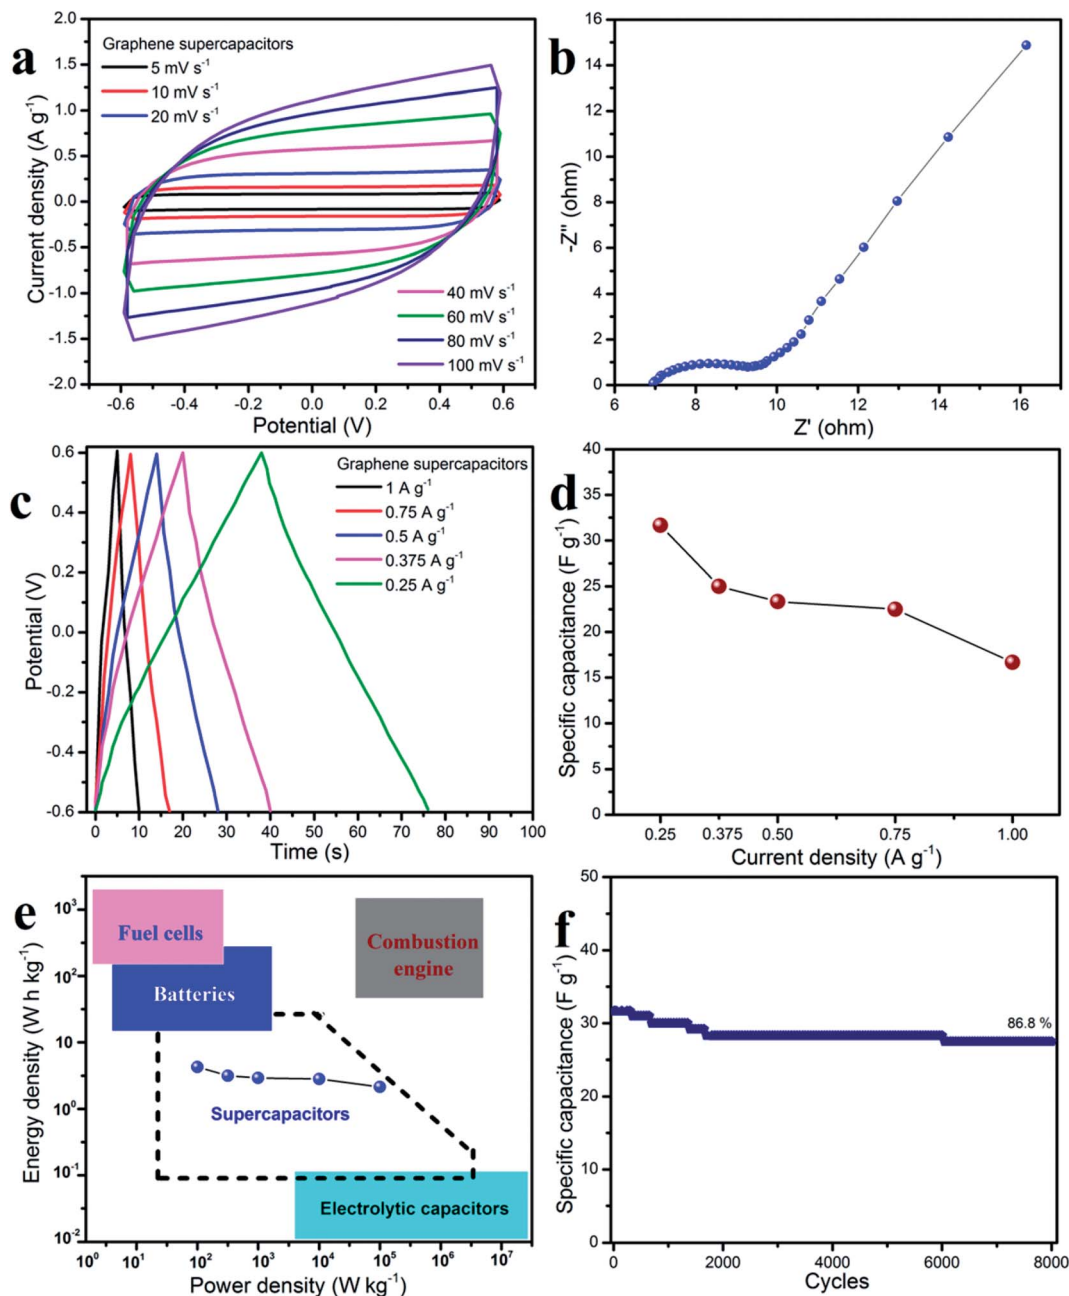 a
Graphene supercapacitors
5 mV s⁻¹
10 mV s⁻¹
20 mV s⁻¹
40 mV s⁻¹
60 mV s⁻¹
80 mV s⁻¹
100 mV s⁻¹
2.0
1.5
1.0
0.5
0.0
-0.5
-1.0
-1.5
-2.0
Current density (A g⁻¹)
-0.6 -0.4 -0.2 0.0 0.2 0.4 0.6
Potential (V)
b
16
14
12
10
8
6
4
2
0
-Z'' (ohm)
6 8 10 12 14 16
Z' (ohm)
c
Graphene supercapacitors
1 A g⁻¹
0.75 A g⁻¹
0.5 A g⁻¹
0.375 A g⁻¹
0.25 A g⁻¹
0.6
0.4
0.2
0.0
-0.2
-0.4
-0.6
Potential (V)
0 10 20 30 40 50 60 70 80 90 100
Time (s)
d
40
35
30
25
20
15
10
5
0
Specific capacitance (F g⁻¹)
0.25 0.375 0.50 0.75 1.00
Current density (A g⁻¹)
e
Fuel cells
Batteries
Combustion
engine
Supercapacitors
Electrolytic capacitors
10³
10²
10
10⁰
10⁻¹
10⁻²
Energy density (W h kg⁻¹)
10⁰ 10¹ 10² 10³ 10⁴ 10⁵ 10⁶ 10⁷
Power density (W kg⁻¹)
f
86.8 %
50
40
30
20
10
0
Specific capacitance (F g⁻¹)
0 2000 4000 6000 8000
Cycles